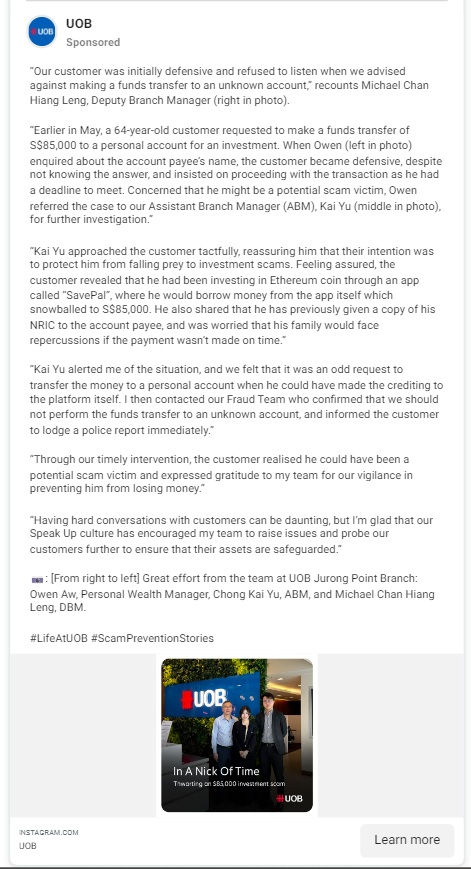 UOB
UOB
Sponsored
“Our customer was initially defensive and refused to listen when we advised
against making a funds transfer to an unknown account,” recounts Michael Chan
Hiang Leng, Deputy Branch Manager (right in photo).
“Earlier in May, a 64-year-old customer requested to make a funds transfer of
S$85,000 to a personal account for an investment. When Owen (left in photo)
enquired about the account payee’s name, the customer became defensive, despite
not knowing the answer, and insisted on proceeding with the transaction as he had
a deadline to meet. Concerned that he might be a potential scam victim, Owen
referred the case to our Assistant Branch Manager (ABM), Kai Yu (middle in photo),
for further investigation.”
“Kai Yu approached the customer tactfully, reassuring him that their intention was
to protect him from falling prey to investment scams. Feeling assured, the
customer revealed that he had been investing in Ethereum coin through an app
called “SavePal”, where he would borrow money from the app itself which
snowballed to S$85,000. He also shared that he has previously given a copy of his
NRIC to the account payee, and was worried that his family would face
repercussions if the payment wasn’t made on time.”
“Kai Yu alerted me of the situation, and we felt that it was an odd request to
transfer the money to a personal account when he could have made the crediting to
the platform itself. I then contacted our Fraud Team who confirmed that we should
not perform the funds transfer to an unknown account, and informed the customer
to lodge a police report immediately.”
“Through our timely intervention, the customer realised he could have been a
potential scam victim and expressed gratitude to my team for our vigilance in
preventing him from losing money.”
“Having hard conversations with customers can be daunting, but I’m glad that our
Speak Up culture has encouraged my team to raise issues and probe our
customers further to ensure that their assets are safeguarded.”
📷 : [From right to left] Great effort from the team at UOB Jurong Point Branch:
Owen Aw, Personal Wealth Manager, Chong Kai Yu, ABM, and Michael Chan Hiang
Leng, DBM.
#LifeAtUOB #ScamPreventionStories
UOB
In A Nick Of Time
Thwarting an $85,000 investment scam
UOB
INSTAGRAM.COM
UOB
Learn more